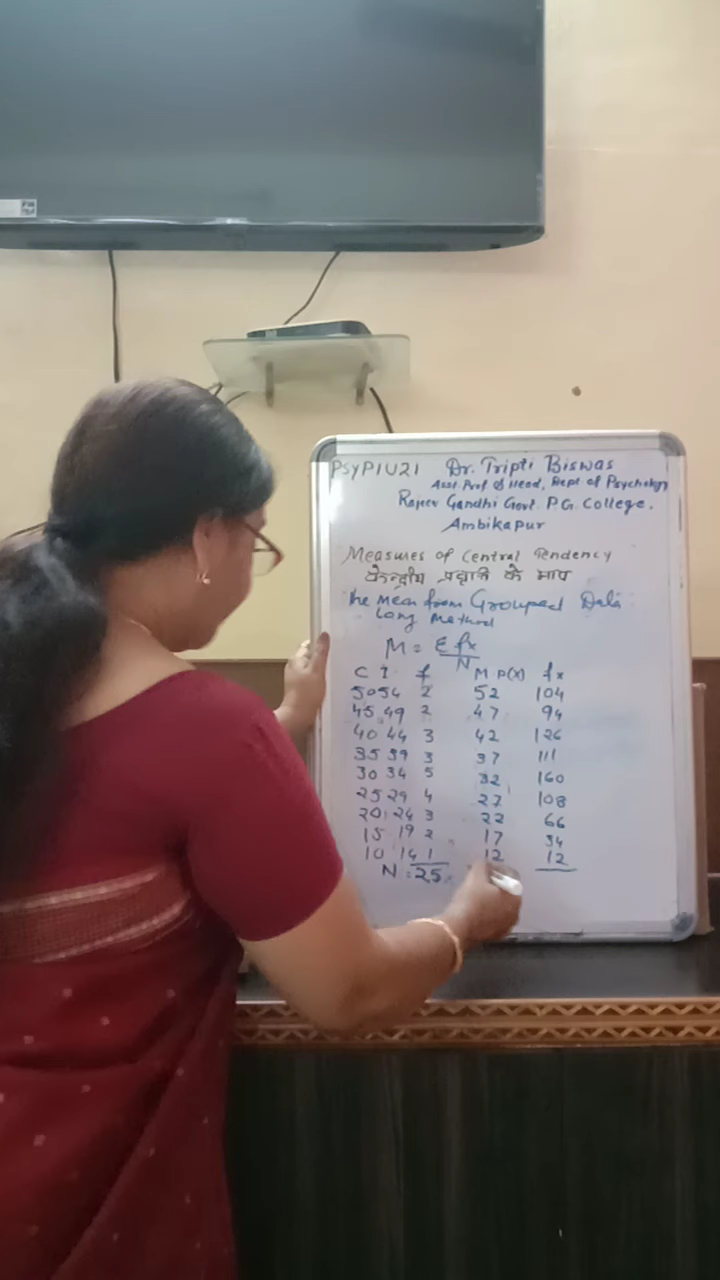 PSYPIU21 Dr. Tripti Biswas
Asst. Prof & Head, Dept of Psychology
Rajeev Gandhi Govt. P.G. College,
Ambikapur
Measures of Central Tendency
केन्द्रीय प्रवृत्ति के माप
The Mean from Grouped Data
Long Method
M = Σfx
N
C I f M P(X) fx
50 54 2 52 104
45 49 2 47 94
40 44 3 42 126
35 39 3 37 111
30 34 5 32 160
25 29 4 27 108
20 24 3 22 66
15 19 2 17 34
10 14 1 12 12
N = 25